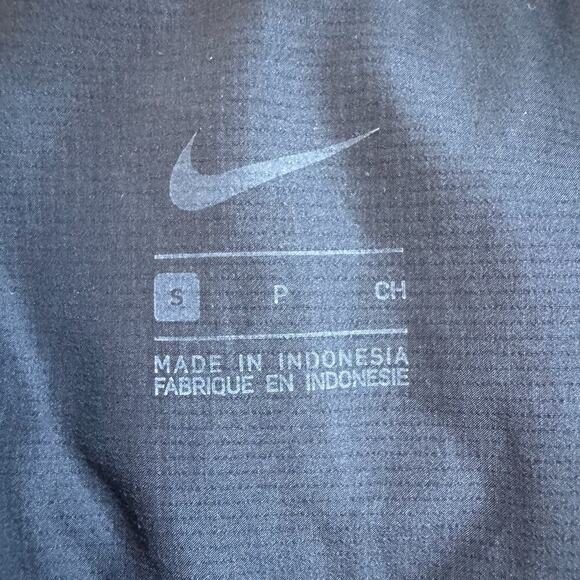 S P CH
MADE IN INDONESIA
FABRIQUE EN INDONESIE